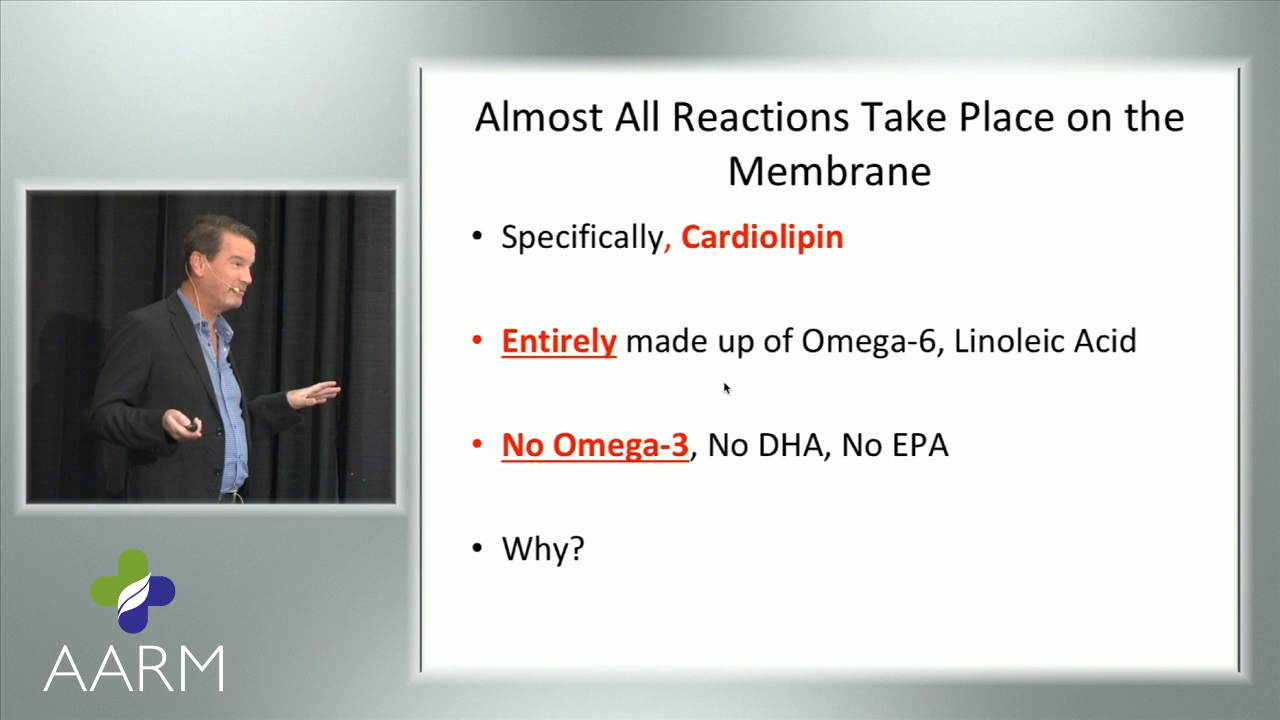 Almost All Reactions Take Place on the
Membrane
• Specifically, Cardiolipin
• Entirely made up of Omega-6, Linoleic Acid
• No Omega-3, No DHA, No EPA
• Why?
AARM